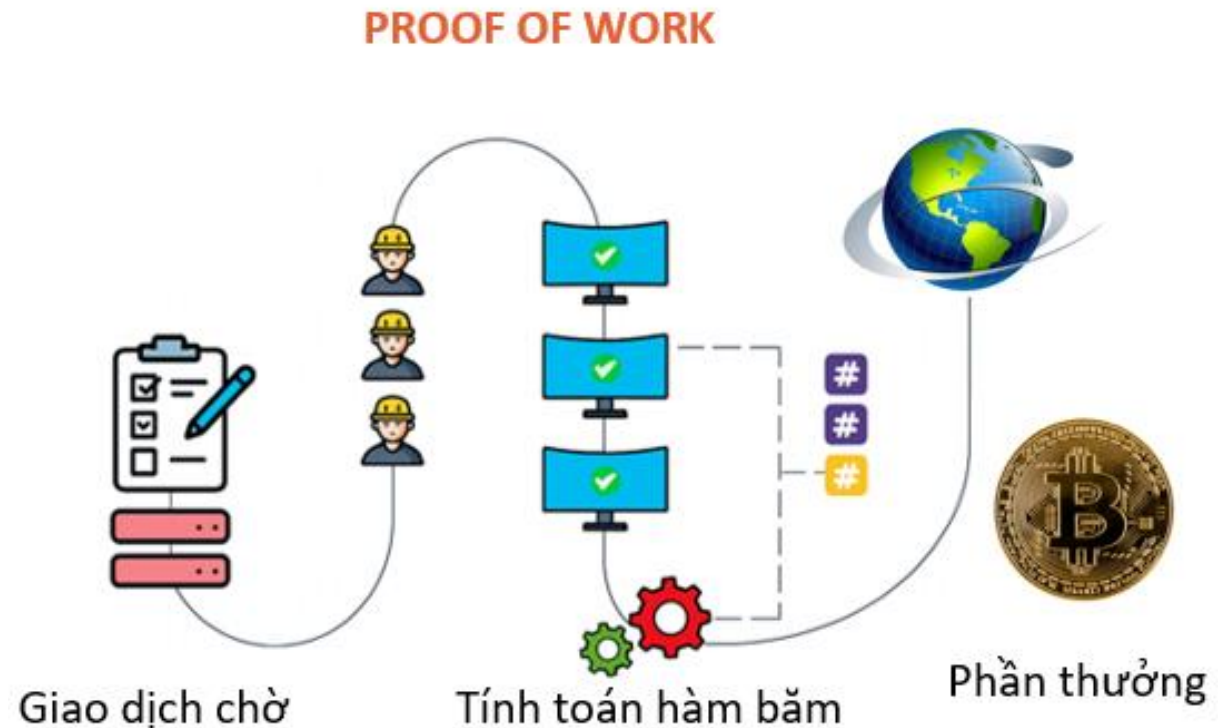 PROOF OF WORK
#
#
#
Giao dịch chờ
Tính toán hàm băm
Phần thưởng